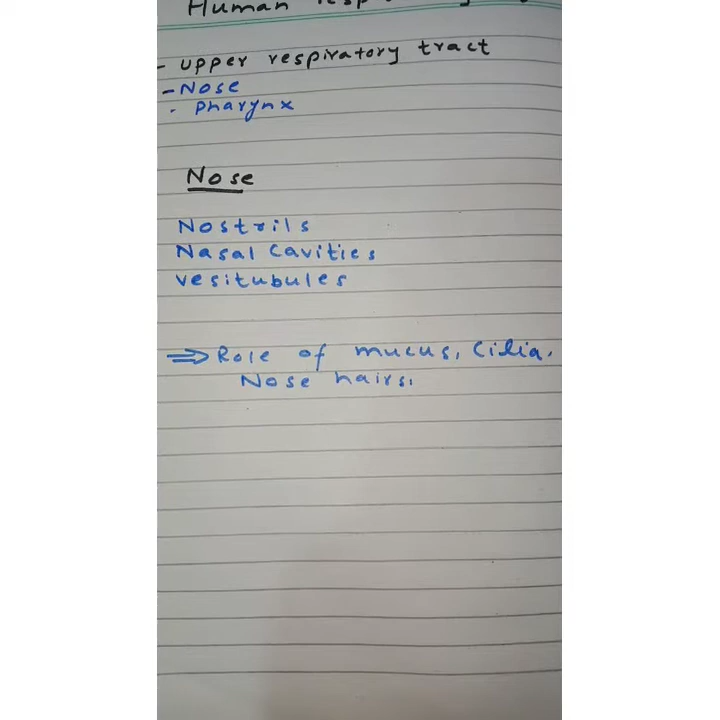 Human
- Upper respiratory tract
- Nose
- Pharynx
Nose
Nostrils
Nasal Cavities
Vesitubules
⇒ Role of mucus, Cilia,
Nose hairs.